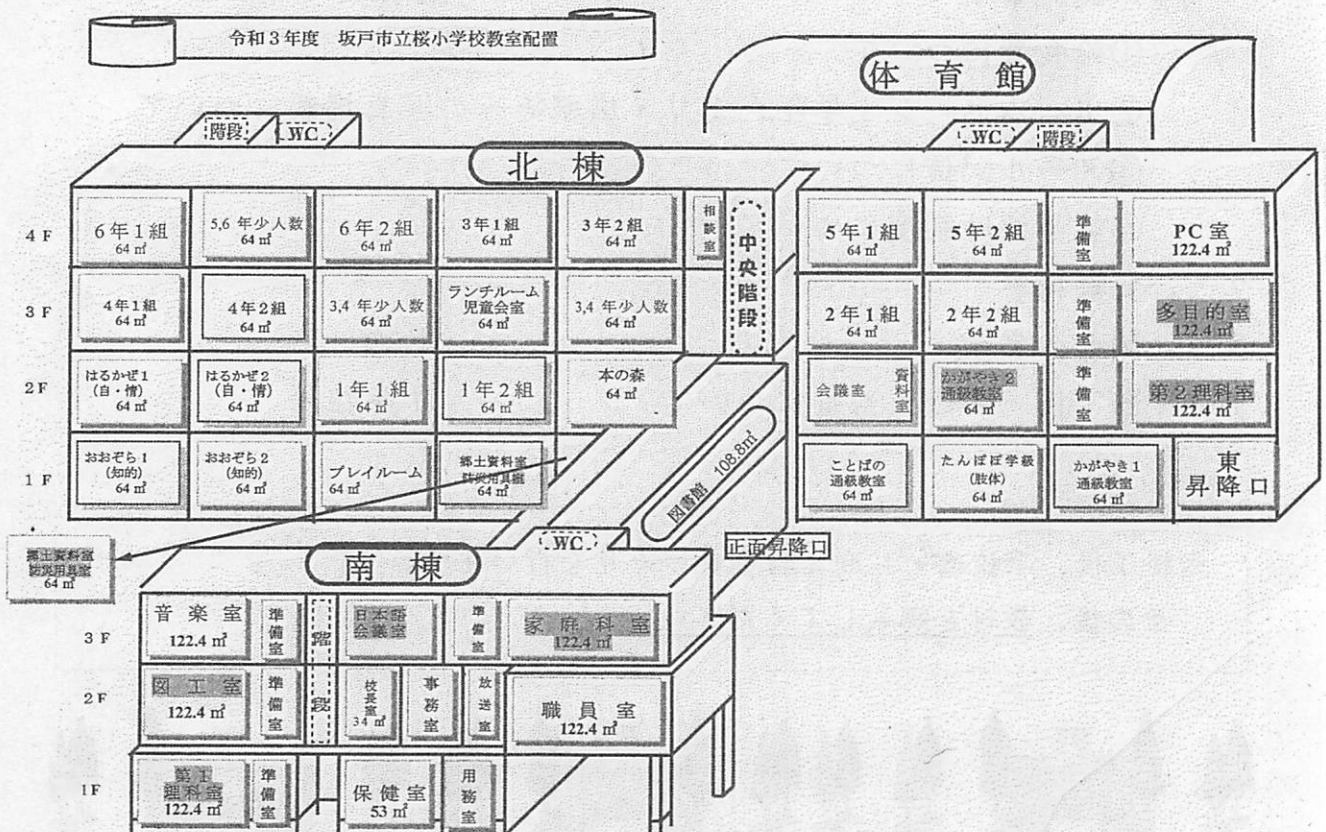 令和3年度　坂戸市立桜小学校教室配置
体育館
階段
WC
WC
階段
北棟
4F
6年1組
64㎡
5,6年少人数
64㎡
6年2組
64㎡
3年1組
64㎡
3年2組
64㎡
相談室
中央階段
5年1組
64㎡
5年2組
64㎡
準備室
PC室
122.4㎡
3F
4年1組
64㎡
4年2組
64㎡
3,4年少人数
64㎡
ランチルーム
児童会室
64㎡
3,4年少人数
64㎡
2年1組
64㎡
2年2組
64㎡
準備室
多目的室
122.4㎡
2F
はるかぜ1
(自・情)
64㎡
はるかぜ2
(自・情)
64㎡
1年1組
64㎡
1年2組
64㎡
本の森
64㎡
会議室
資料室
かがやき2
通級教室
64㎡
準備室
第2理科室
122.4㎡
1F
おおぞら1
(知的)
64㎡
おおぞら2
(知的)
64㎡
プレイルーム
64㎡
郷土資料室
防災用具室
64㎡
図書館 108.8㎡
ことばの
通級教室
64㎡
たんぽぽ学級
(肢体)
64㎡
かがやき1
通級教室
64㎡
東
昇降口
郷土資料室
防災用具室
64㎡
南棟
WC
正面昇降口
3F
音楽室
122.4㎡
準備室
階段
日本語
会議室
準備室
家庭科室
122.4㎡
2F
図工室
122.4㎡
準備室
校長室
34㎡
事務室
放送室
職員室
122.4㎡
1F
第1
理科室
122.4㎡
準備室
保健室
53㎡
用務室